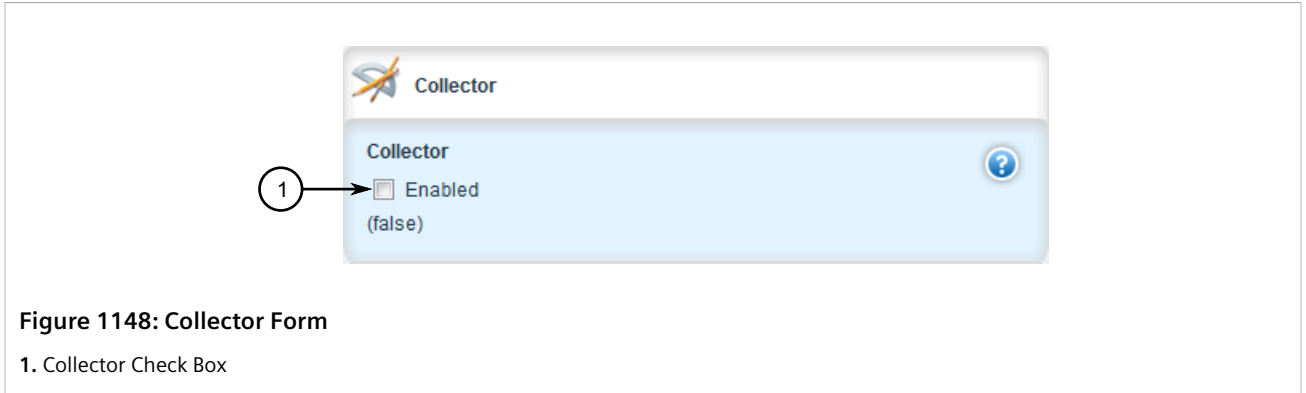 Collector
Collector
?
1
Enabled
(false)
Figure 1148: Collector Form
1. Collector Check Box